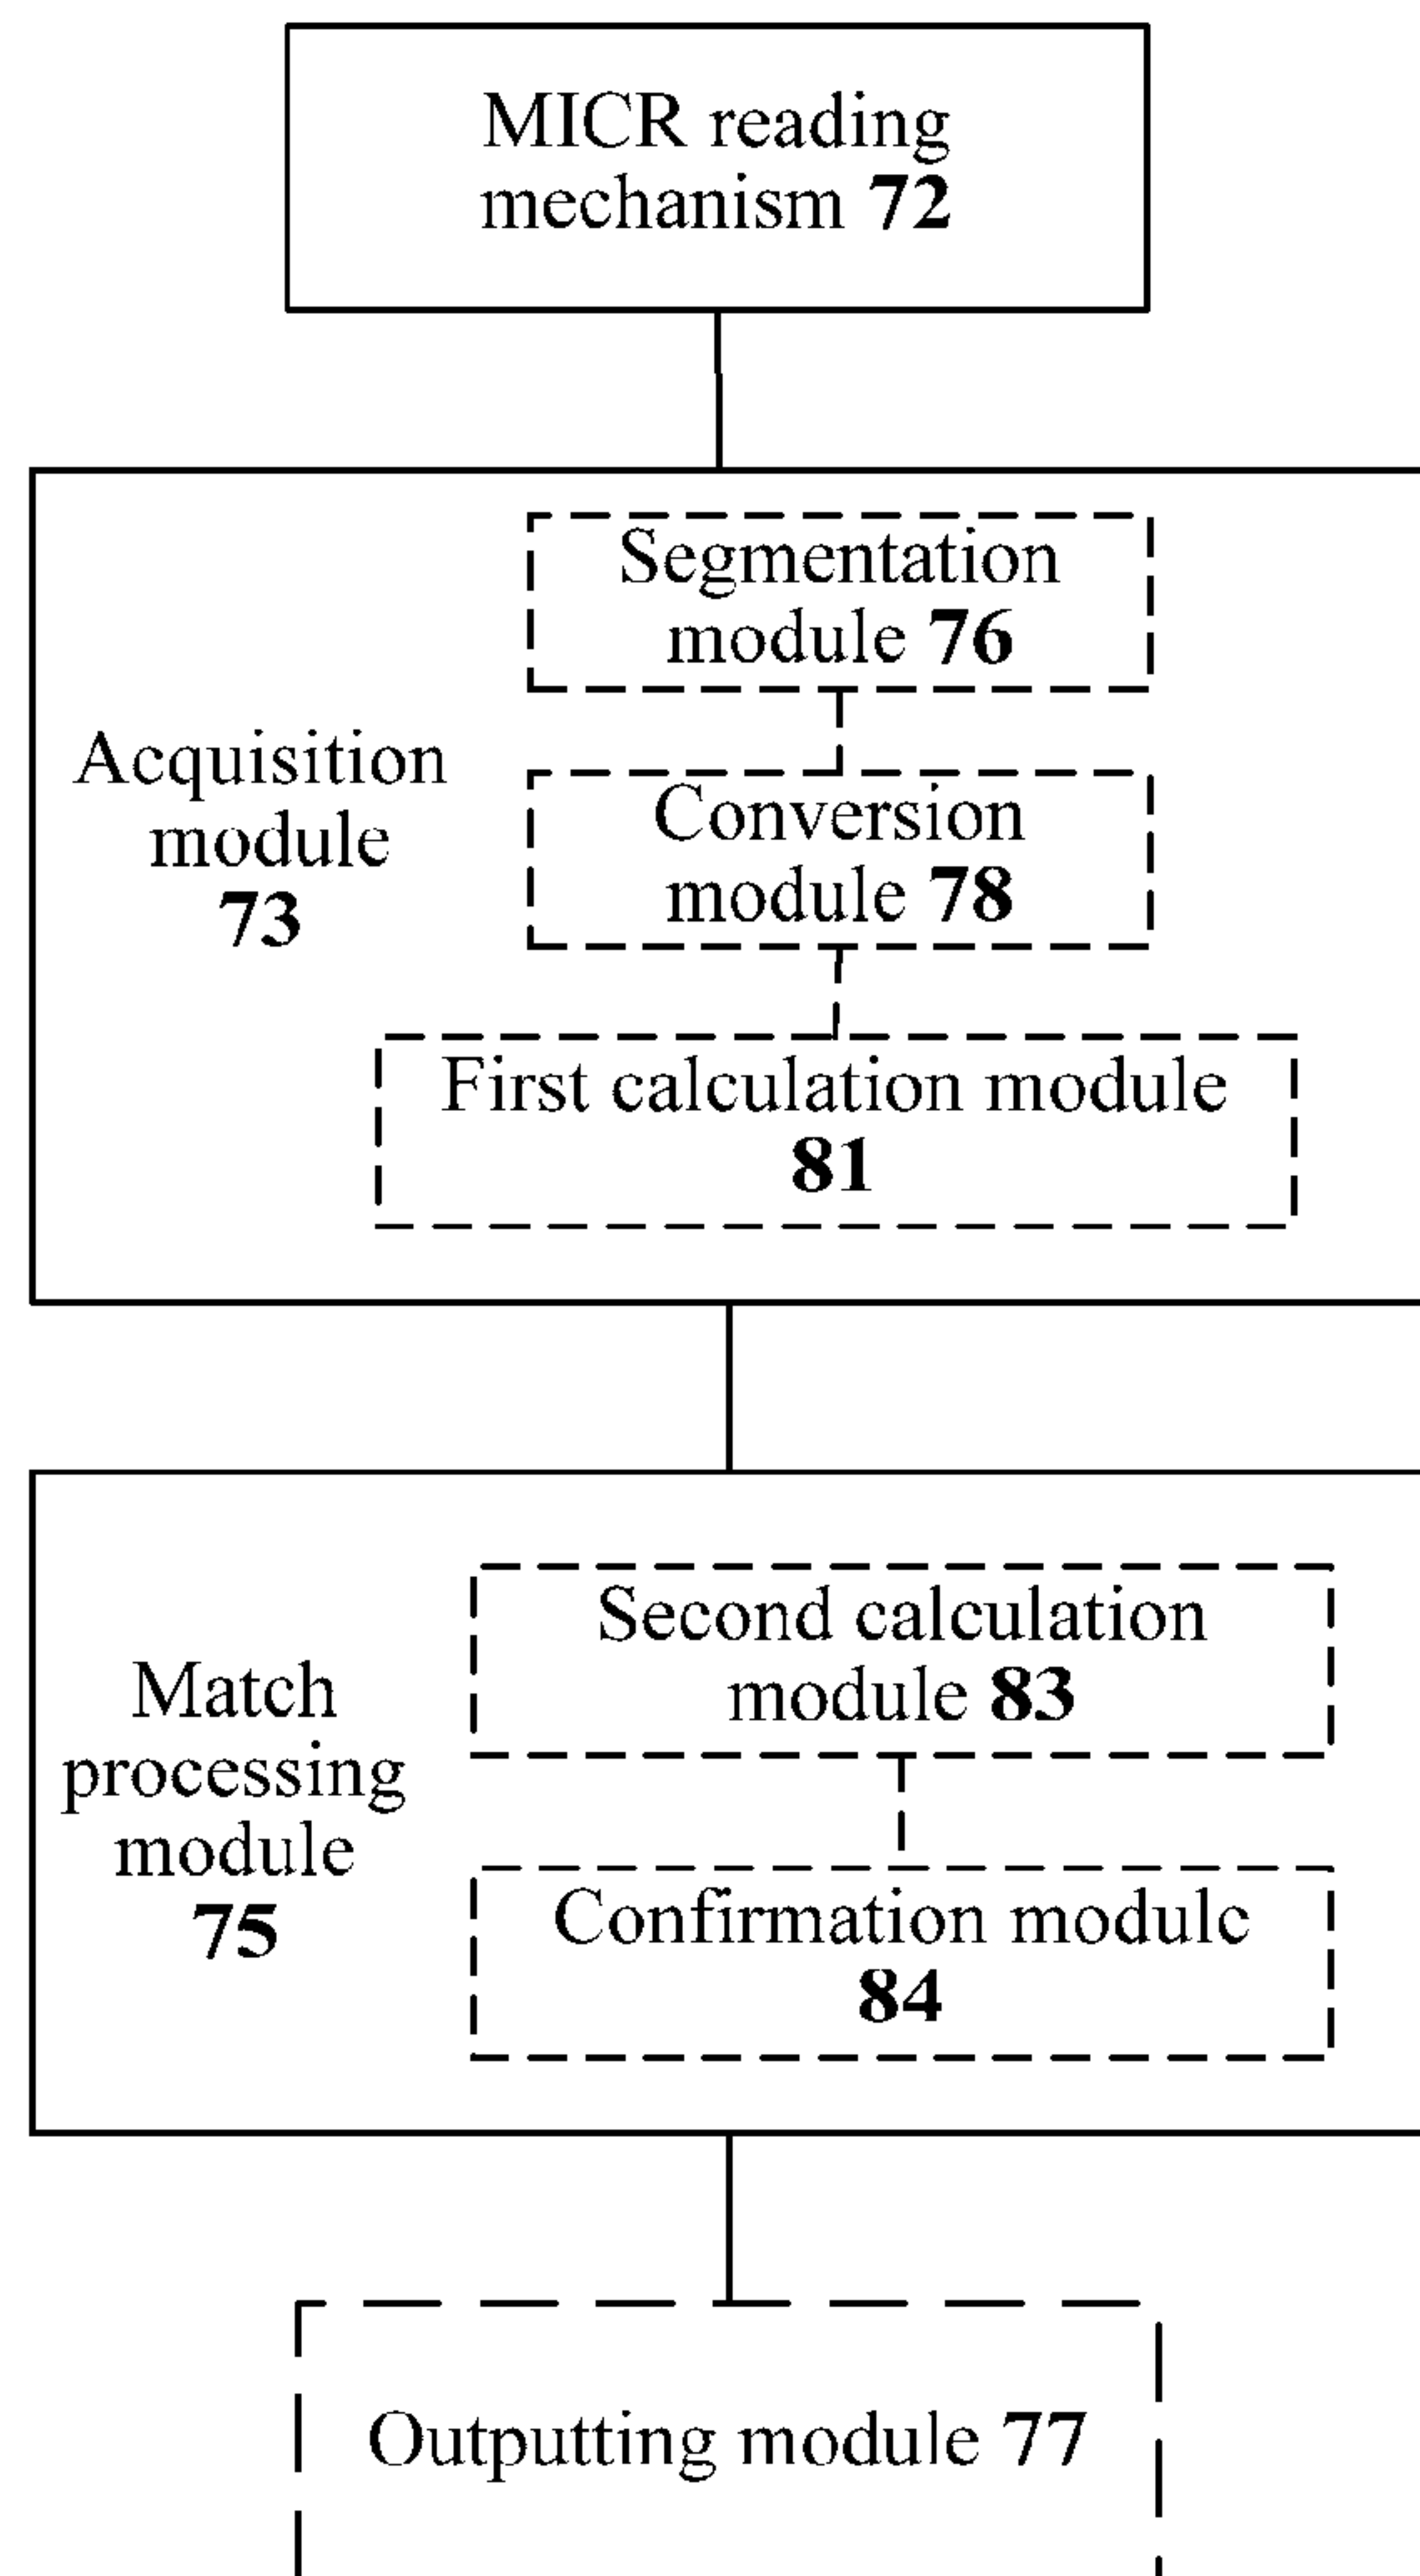 MICR reading
mechanism 72
Segmentation
module 76
Acquisition
module
73
Conversion
module 78
First calculation module
81
Second calculation
module 83
Match
processing
module
75
Confirmation module
84
Outputting module 77